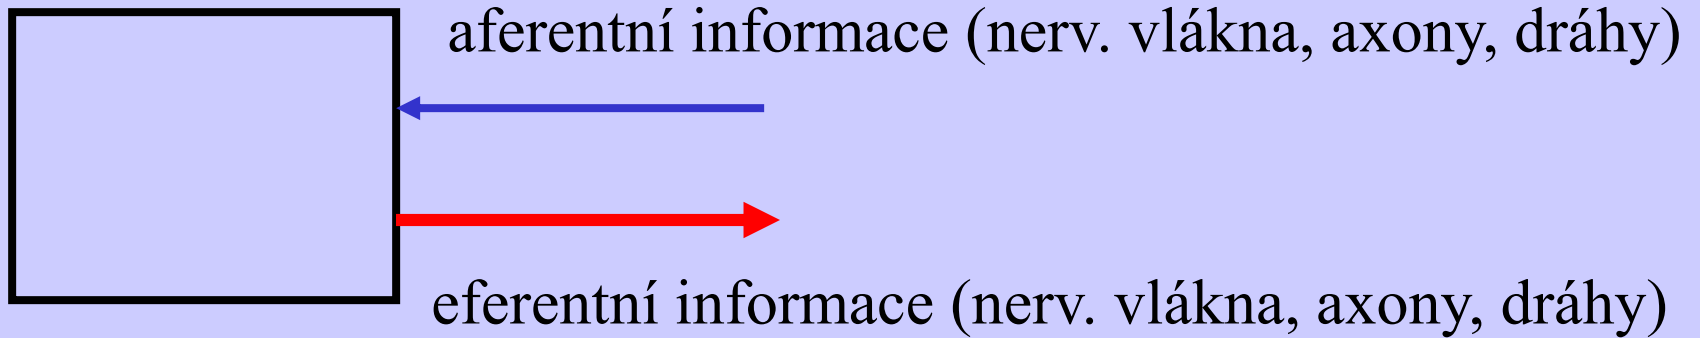 aferentní informace (nerv. vlákna, axony, dráhy)
eferentní informace (nerv. vlákna, axony, dráhy)